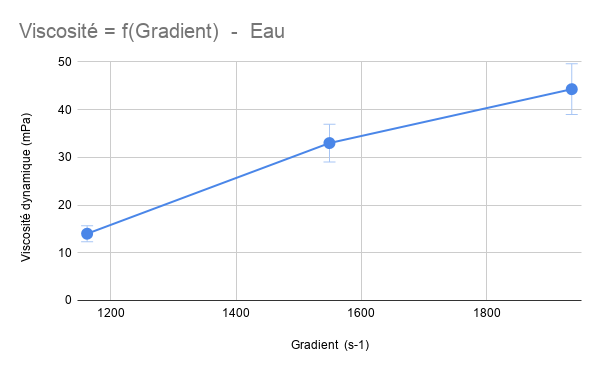 Viscosité = f(Gradient) - Eau
50
40
30
20
10
0
Viscosité dynamique (mPa)
1200 1400 1600 1800
Gradient (s-1)